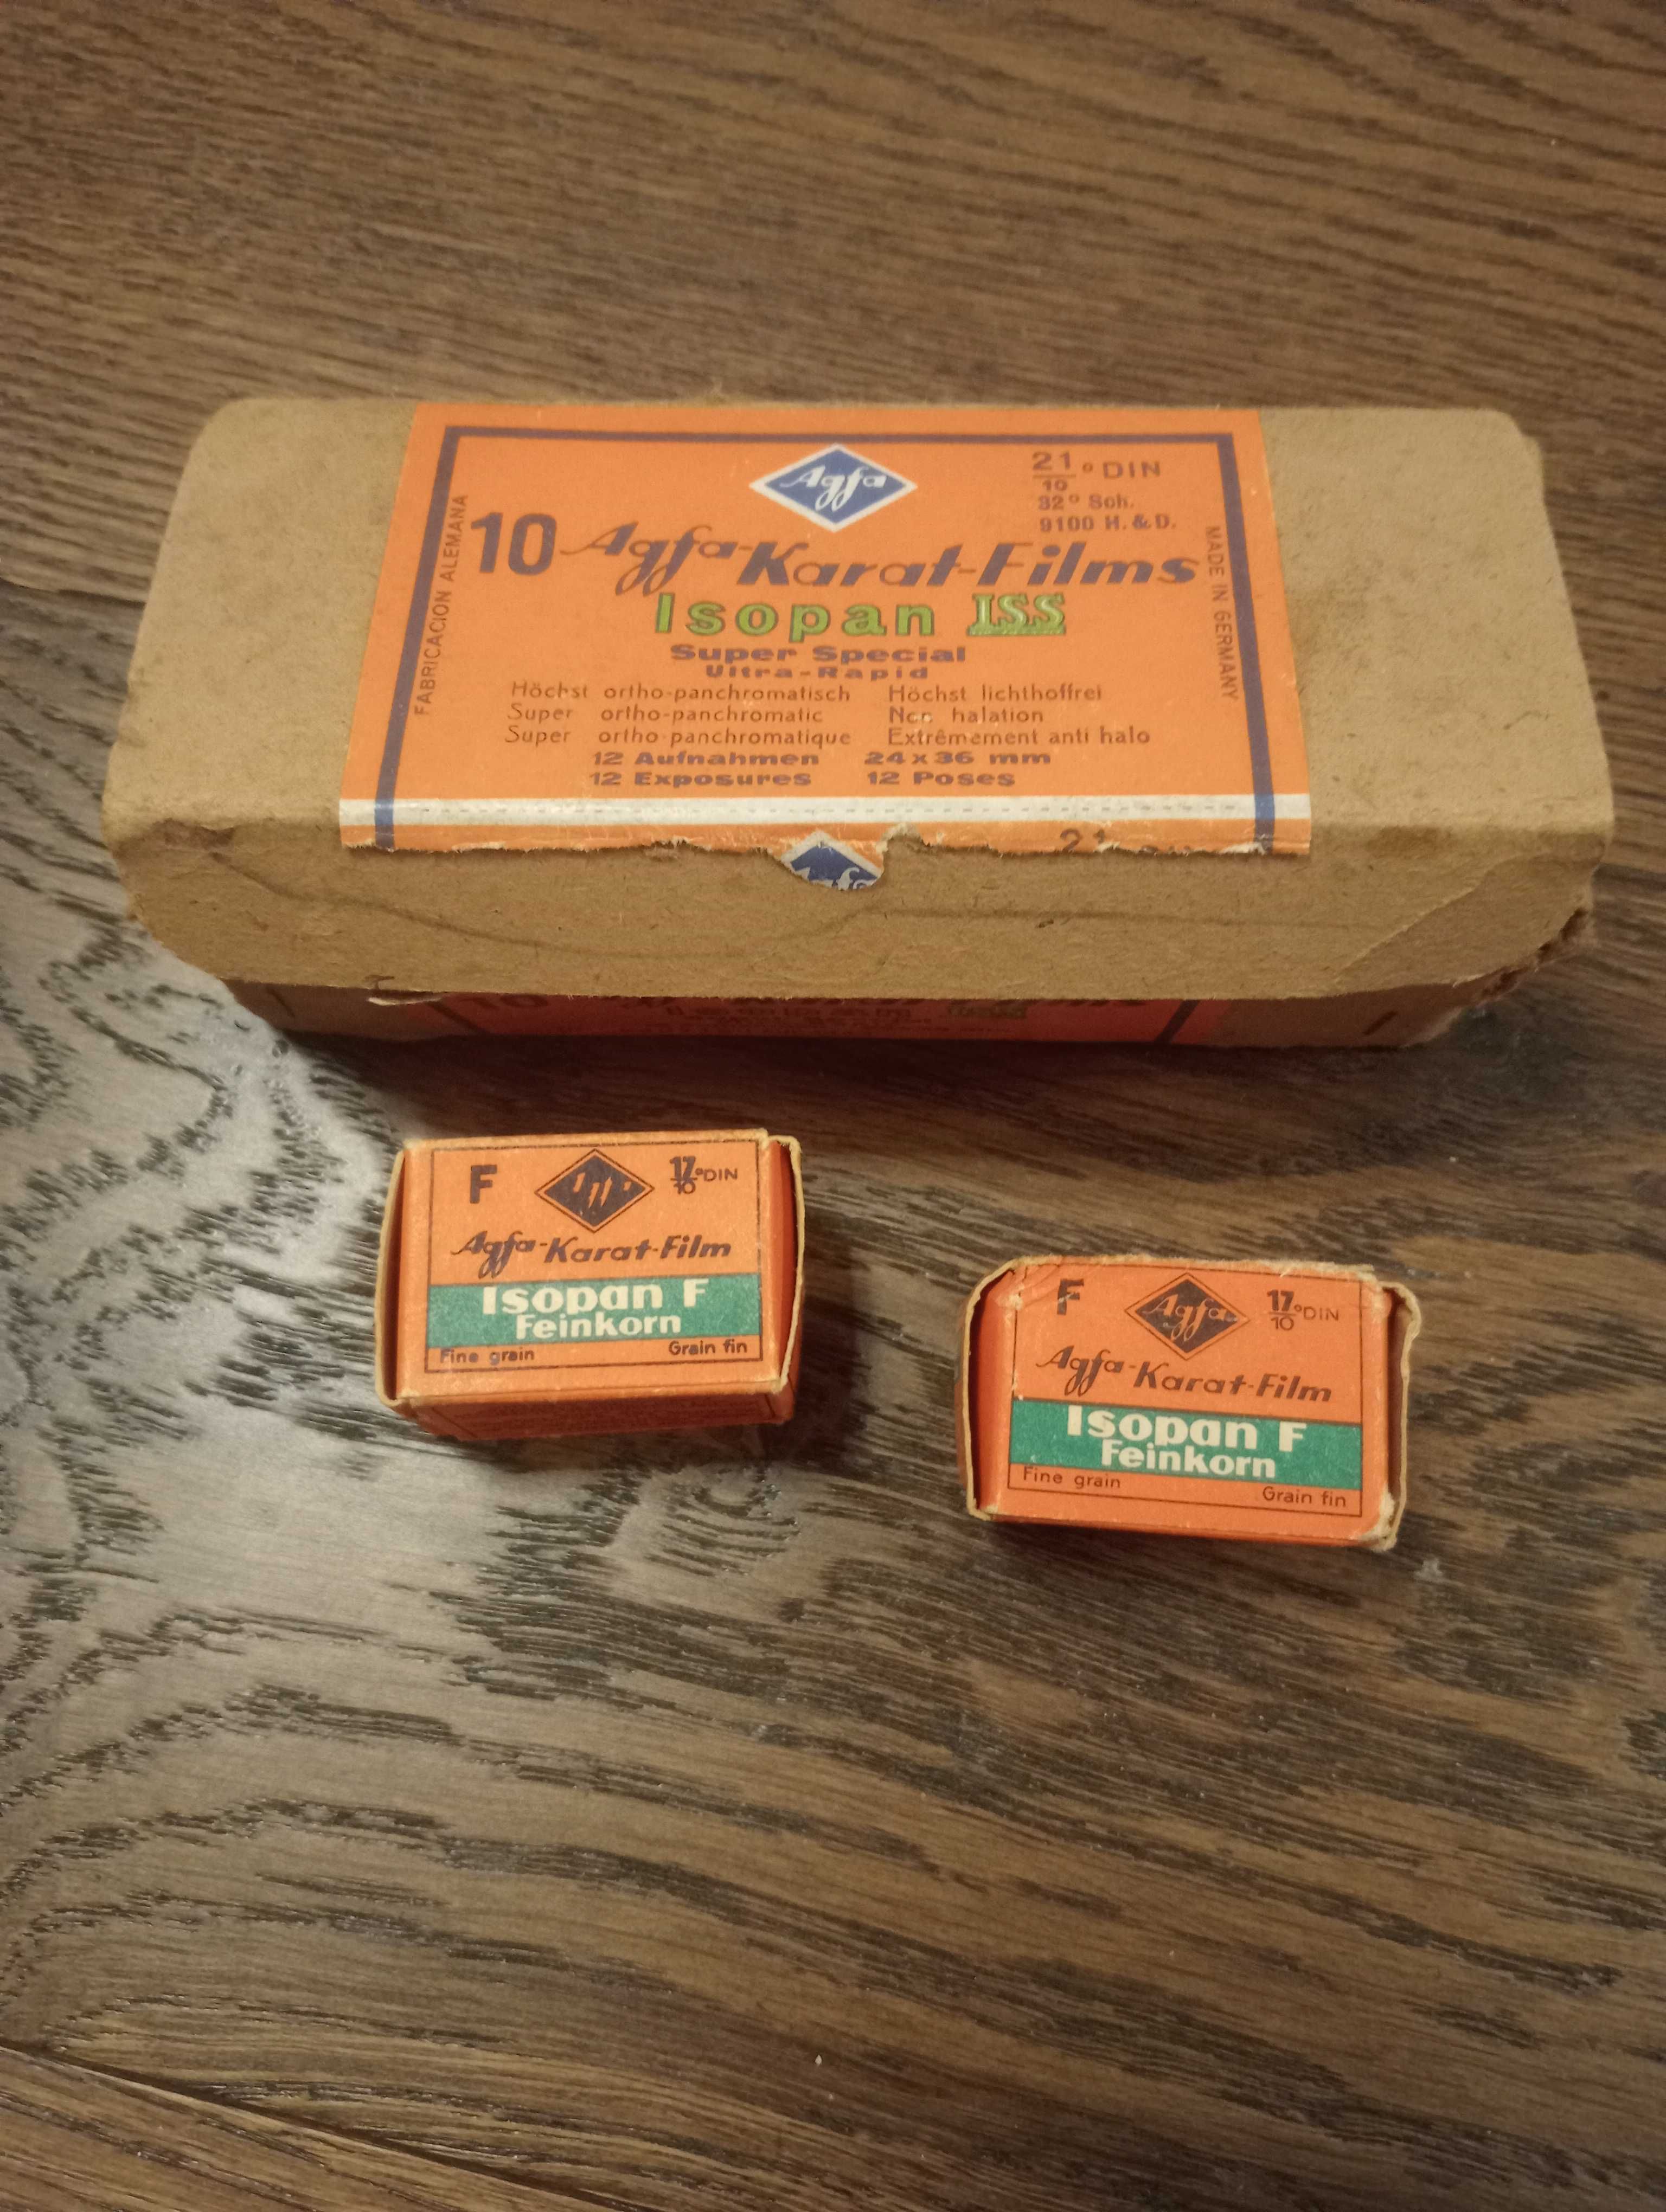 Agfa
21/10 ° DIN
32° Sch.
9100 H. & D.
FABRICACION ALEMANA
MADE IN GERMANY
10 Agfa-Karat-Films
Isopan ISS
Super Special
Ultra-Rapid
Höchst ortho-panchromatisch Höchst lichthoffrei
Super ortho-panchromatic Non halation
Super ortho-panchromatique Extrêmement anti halo
12 Aufnahmen 24x36 mm
12 Exposures 12 Poses
21
Agfa
10
F 17/10 °DIN
Agfa-Karat-Film
Isopan F
Feinkorn
Fine grain Grain fin
F Agfa 17/10 °DIN
Agfa-Karat-Film
Isopan F
Feinkorn
Fine grain Grain fin